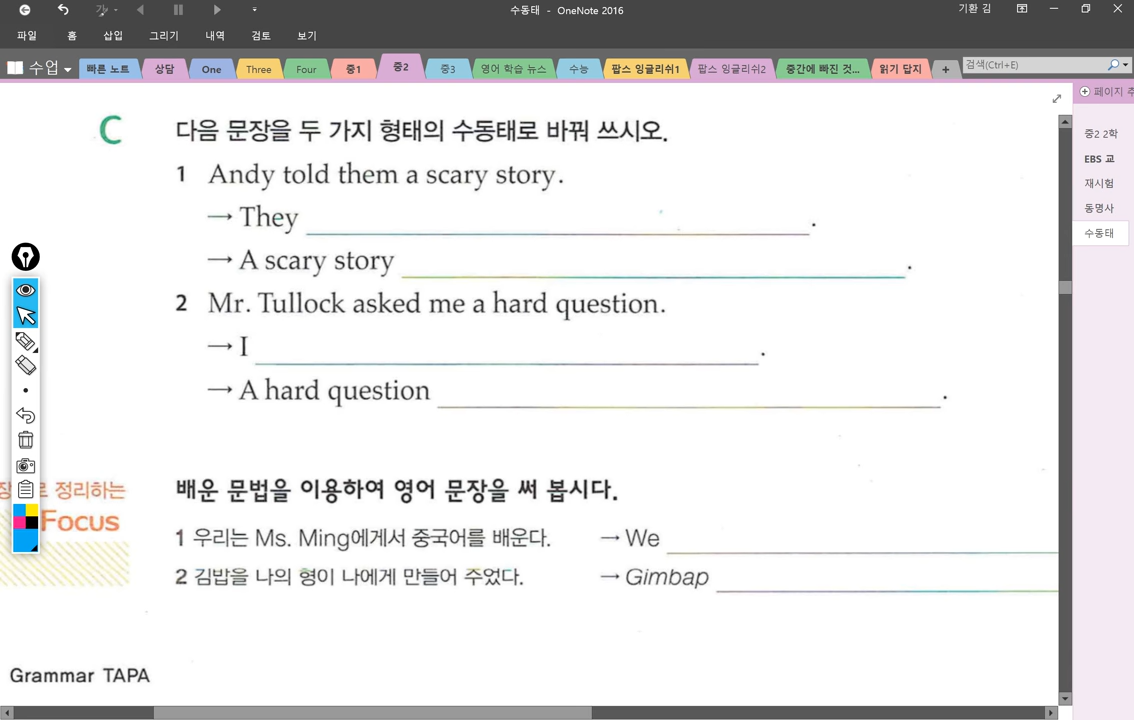 수동태 - OneNote 2016
기환 김
파일 홈 삽입 그리기 내역 검토 보기
수업 빠른 노트 상담 One Three Four 중1 중2 중3 영어 학습 뉴스 수능 팝스 잉글리쉬1 팝스 잉글리쉬2 중간에 빠진 것... 읽기 답지 + 검색(Ctrl+E)
페이지 추
중2 2학
EBS 교
재시험
동명사
수동태
C 다음 문장을 두 가지 형태의 수동태로 바꿔 쓰시오.
1 Andy told them a scary story.
→ They .
→ A scary story .
2 Mr. Tullock asked me a hard question.
→ I .
→ A hard question .
로 정리하는
Focus
배운 문법을 이용하여 영어 문장을 써 봅시다.
1 우리는 Ms. Ming에게서 중국어를 배운다. → We
2 김밥을 나의 형이 나에게 만들어 주었다. → Gimbap
Grammar TAPA